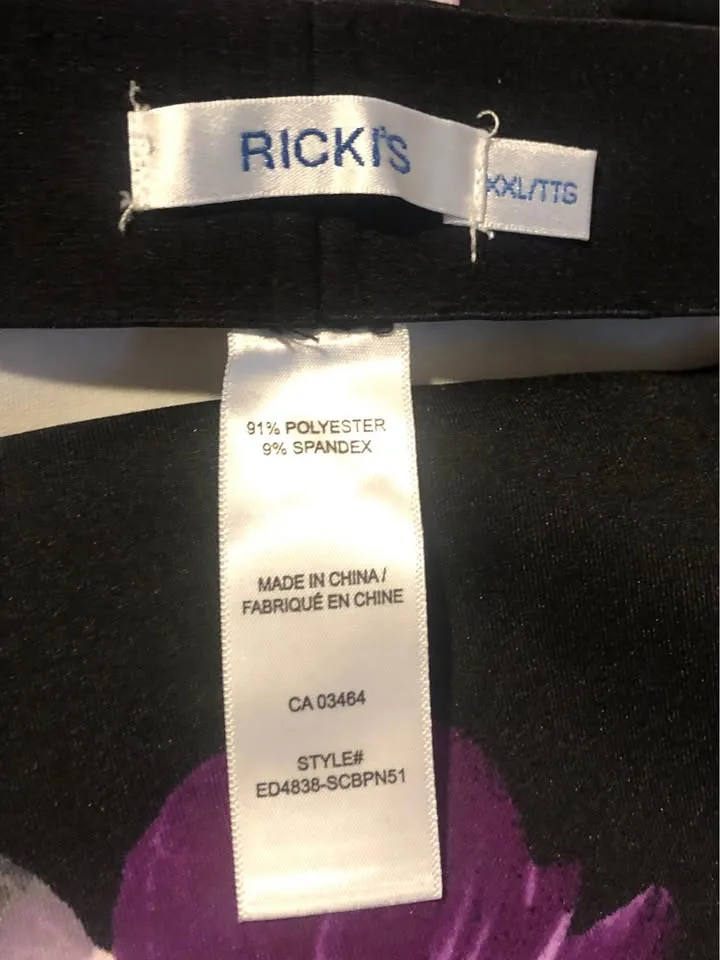 RICKI'S
XXL/TTG
91% POLYESTER
9% SPANDEX
MADE IN CHINA /
FABRIQUÉ EN CHINE
CA 03464
STYLE#
ED4838-SCBPN51